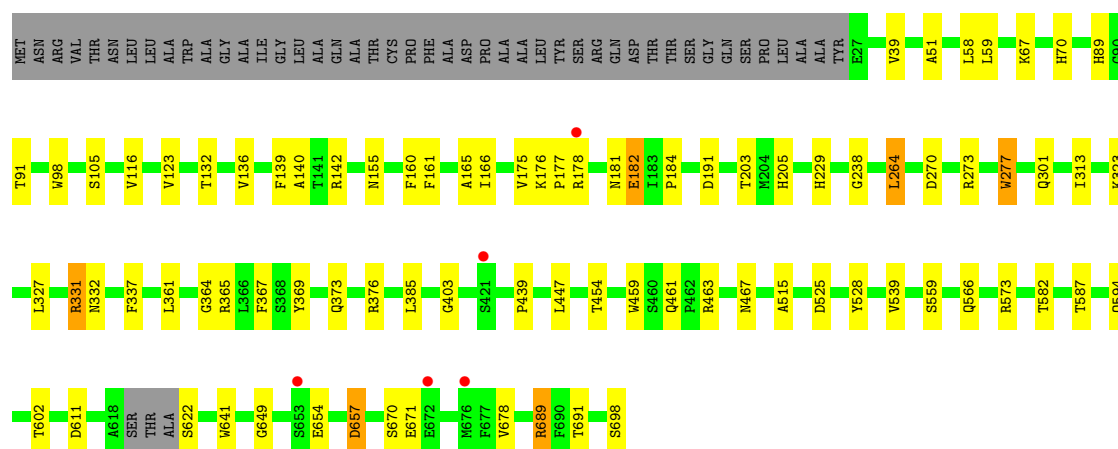 MET ASN ARG VAL THR ASN LEU LEU ALA TRP ALA GLY ALA ILE GLY LEU ALA GLN ALA THR CYS PRO PHE ALA ASP PRO ALA ALA LEU TYR SER ARG GLN ASP THR THR SER GLY GLN SER PRO LEU ALA ALA TYR E27 V39 A51 L58 L59 K67 H70 H89
T91 W98 S105 V116 V123 T132 V136 F139 A140 T141 R142 N155 F160 F161 A165 I166 V175 K176 P177 R178 N181 E182 I183 P184 D191 T203 M204 H205 H229 G238 L264 D270 R273 W277 Q301 I313
L327 R331 N332 F337 L361 G364 R365 L366 F367 S368 Y369 Q373 R376 L385 G403 S421 P439 L447 T454 W459 S460 Q461 P462 R463 N467 A515 D525 Y528 V539 S559 Q566 R573 T582 T587
T602 D611 A618 SER THR ALA S622 W641 G649 S653 E654 D657 S670 E671 E672 M676 F677 V678 R689 F690 T691 S698